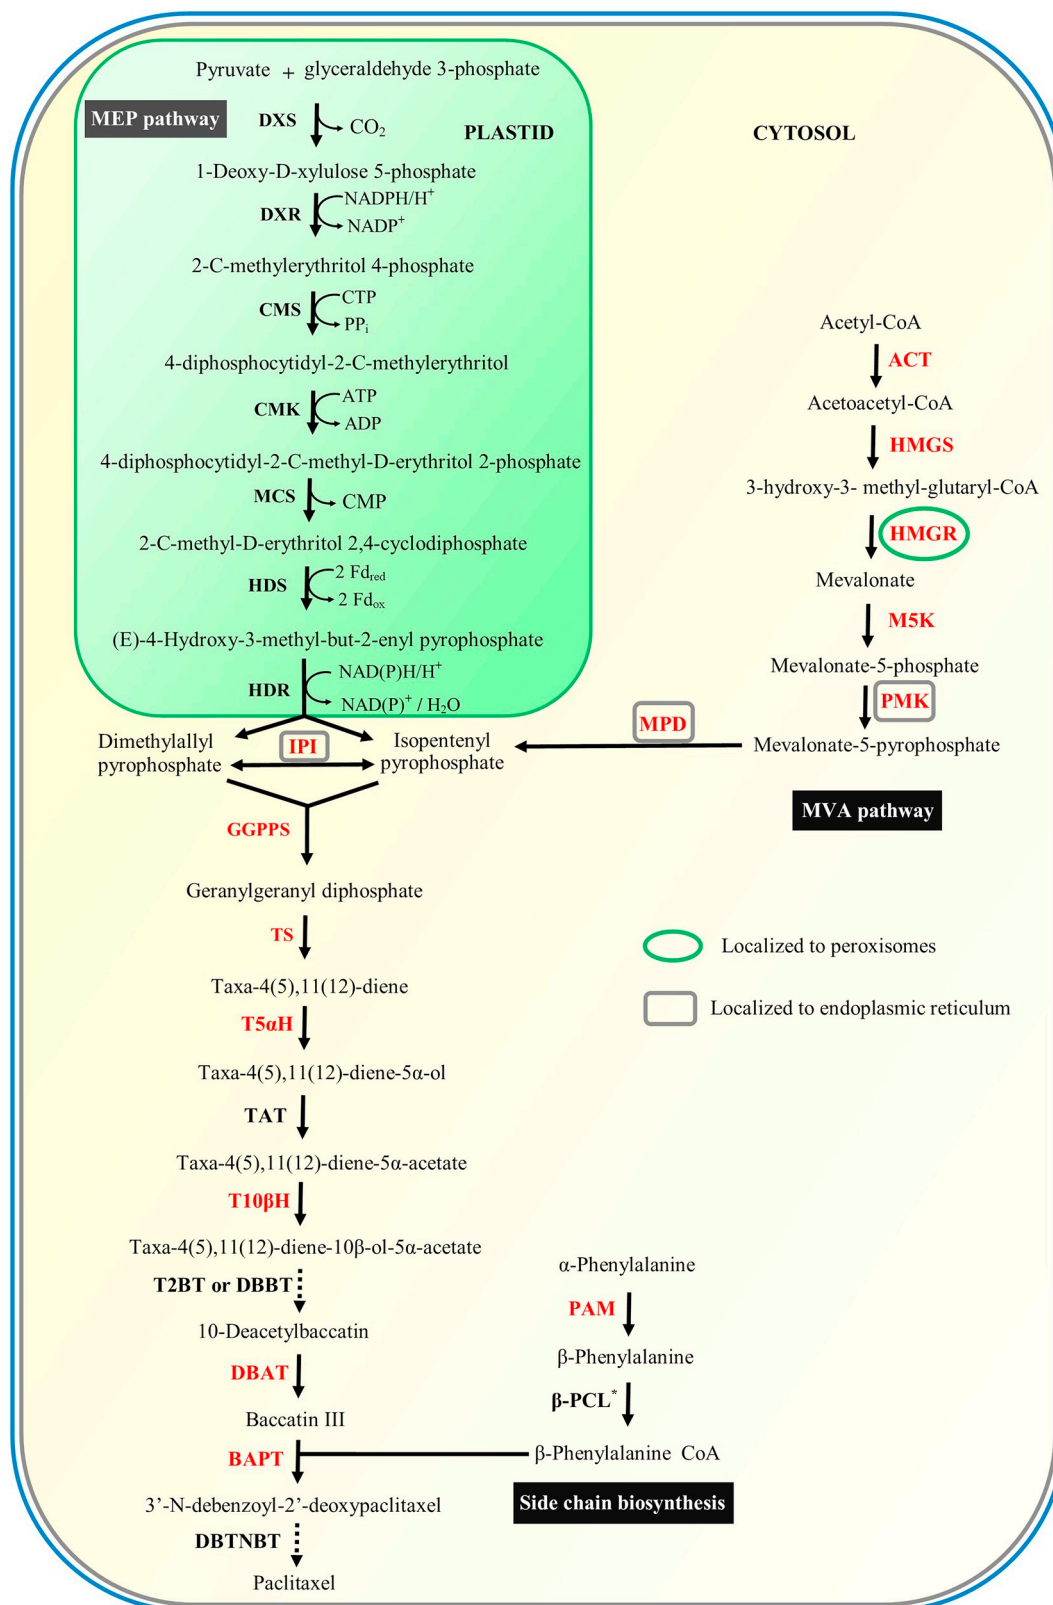 Pyruvate + glyceraldehyde 3-phosphate
MEP pathway
DXS
CO2
PLASTID
CYTOSOL
1-Deoxy-D-xylulose 5-phosphate
DXR
NADPH/H+
NADP+
2-C-methylerythritol 4-phosphate
CMS
CTP
PPi
4-diphosphocytidyl-2-C-methylerythritol
CMK
ATP
ADP
4-diphosphocytidyl-2-C-methyl-D-erythritol 2-phosphate
MCS
CMP
2-C-methyl-D-erythritol 2,4-cyclodiphosphate
HDS
2 Fdred
2 Fdox
(E)-4-Hydroxy-3-methyl-but-2-enyl pyrophosphate
HDR
NAD(P)H/H+
NAD(P)+ / H2O
Dimethylallyl
pyrophosphate
IPI
Isopentenyl
pyrophosphate
Acetyl-CoA
ACT
Acetoacetyl-CoA
HMGS
3-hydroxy-3- methyl-glutaryl-CoA
HMGR
Mevalonate
M5K
Mevalonate-5-phosphate
PMK
Mevalonate-5-pyrophosphate
MPD
MVA pathway
GGPPS
Geranylgeranyl diphosphate
TS
Taxa-4(5),11(12)-diene
T5αH
Taxa-4(5),11(12)-diene-5α-ol
TAT
Taxa-4(5),11(12)-diene-5α-acetate
T10βH
Taxa-4(5),11(12)-diene-10β-ol-5α-acetate
T2BT or DBBT
10-Deacetylbaccatin
DBAT
Baccatin III
BAPT
3’-N-debenzoyl-2’-deoxypaclitaxel
DBTNBT
Paclitaxel
Localized to peroxisomes
Localized to endoplasmic reticulum
α-Phenylalanine
PAM
β-Phenylalanine
β-PCL*
β-Phenylalanine CoA
Side chain biosynthesis